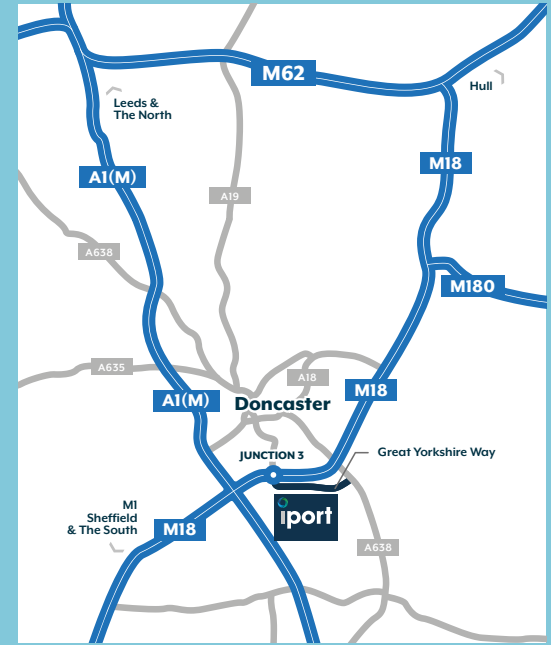 M62
Hull
Leeds &
The North
M18
A1(M)
A19
A638
M180
A635
A18
M18
A1(M)
Doncaster
JUNCTION 3
Great Yorkshire Way
M1
Sheffield
& The South
iport
M18
A638